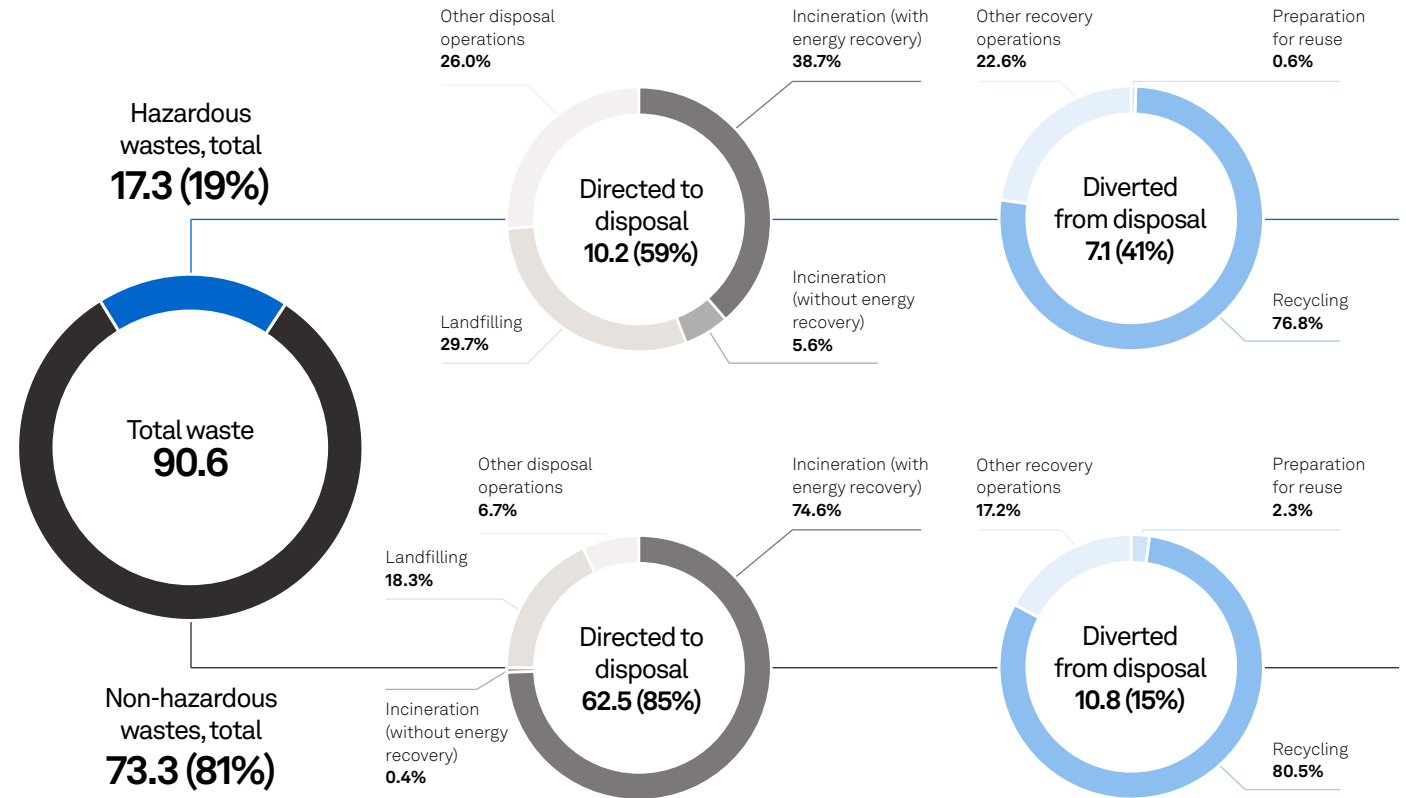 Other disposal
operations
26.0%
Incineration (with
energy recovery)
38.7%
Other recovery
operations
22.6%
Preparation
for reuse
0.6%
Hazardous
wastes, total
17.3 (19%)
Directed to
disposal
10.2 (59%)
Diverted
from disposal
7.1 (41%)
Landfilling
29.7%
Incineration
(without energy
recovery)
5.6%
Recycling
76.8%
Total waste
90.6
Other disposal
operations
6.7%
Incineration (with
energy recovery)
74.6%
Other recovery
operations
17.2%
Preparation
for reuse
2.3%
Landfilling
18.3%
Directed to
disposal
62.5 (85%)
Diverted
from disposal
10.8 (15%)
Non-hazardous
wastes, total
73.3 (81%)
Incineration
(without energy
recovery)
0.4%
Recycling
80.5%